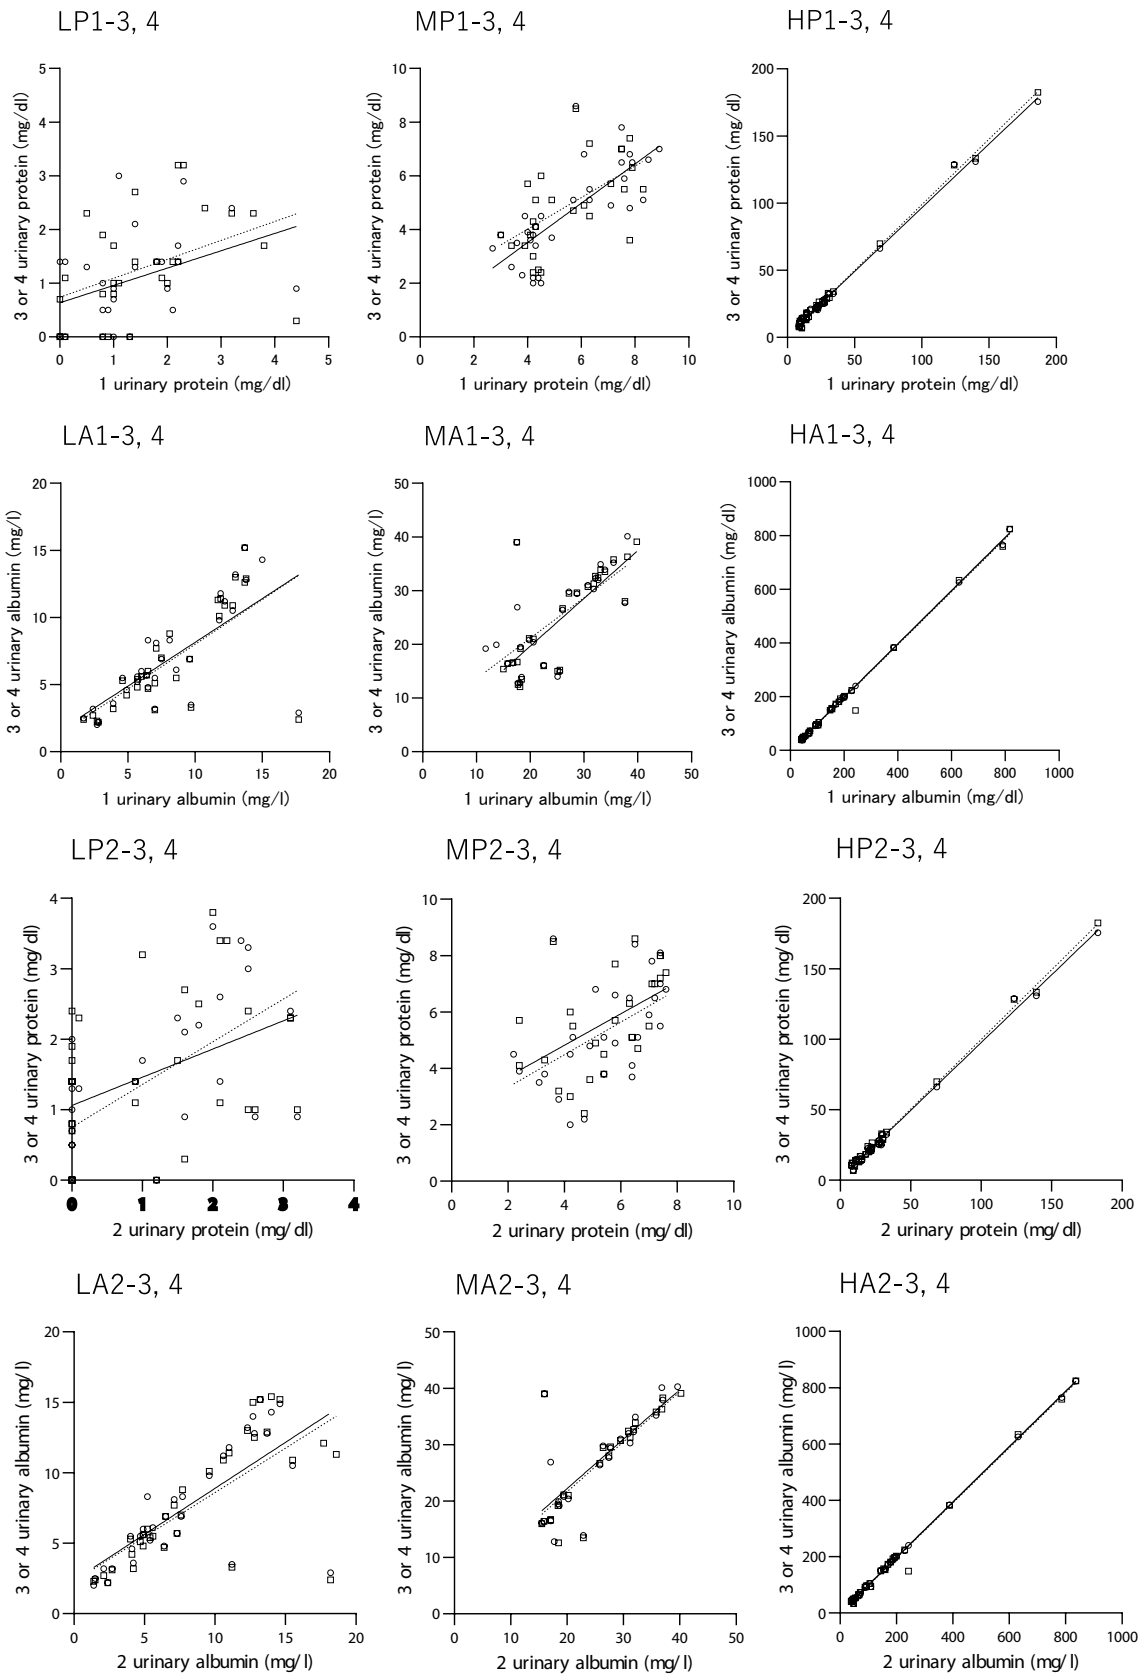 LP1-3, 4
MP1-3, 4
HP1-3, 4
3 or 4 urinary protein (mg/dl)
5
4
3
2
1
0
0 1 2 3 4 5
1 urinary protein (mg/dl)
3 or 4 urinary protein (mg/dl)
10
8
6
4
2
0
0 2 4 6 8 10
1 urinary protein (mg/dl)
3 or 4 urinary protein (mg/dl)
200
150
100
50
0
0 50 100 150 200
1 urinary protein (mg/dl)
LA1-3, 4
MA1-3, 4
HA1-3, 4
3 or 4 urinary albumin (mg/l)
20
15
10
5
0
0 5 10 15 20
1 urinary albumin (mg/l)
3 or 4 urinary albumin (mg/l)
50
40
30
20
10
0
0 10 20 30 40 50
1 urinary albumin (mg/l)
3 or 4 urinary albumin (mg/dl)
1000
800
600
400
200
0
0 200 400 600 800 1000
1 urinary albumin (mg/dl)
LP2-3, 4
MP2-3, 4
HP2-3, 4
3 or 4 urinary protein (mg/dl)
4
3
2
1
0
0 1 2 3 4
2 urinary protein (mg/dl)
3 or 4 urinary protein (mg/dl)
10
8
6
4
2
0
0 2 4 6 8 10
2 urinary protein (mg/dl)
3 or 4 urinary protein (mg/dl)
200
150
100
50
0
0 50 100 150 200
2 urinary protein (mg/dl)
LA2-3, 4
MA2-3, 4
HA2-3, 4
3 or 4 urinary albumin (mg/l)
20
15
10
5
0
0 5 10 15 20
2 urinary albumin (mg/l)
3 or 4 urinary albumin (mg/l)
50
40
30
20
10
0
0 10 20 30 40 50
2 urinary albumin (mg/l)
3 or 4 urinary albumin (mg/l)
1000
800
600
400
200
0
0 200 400 600 800 1000
2 urinary albumin (mg/l)